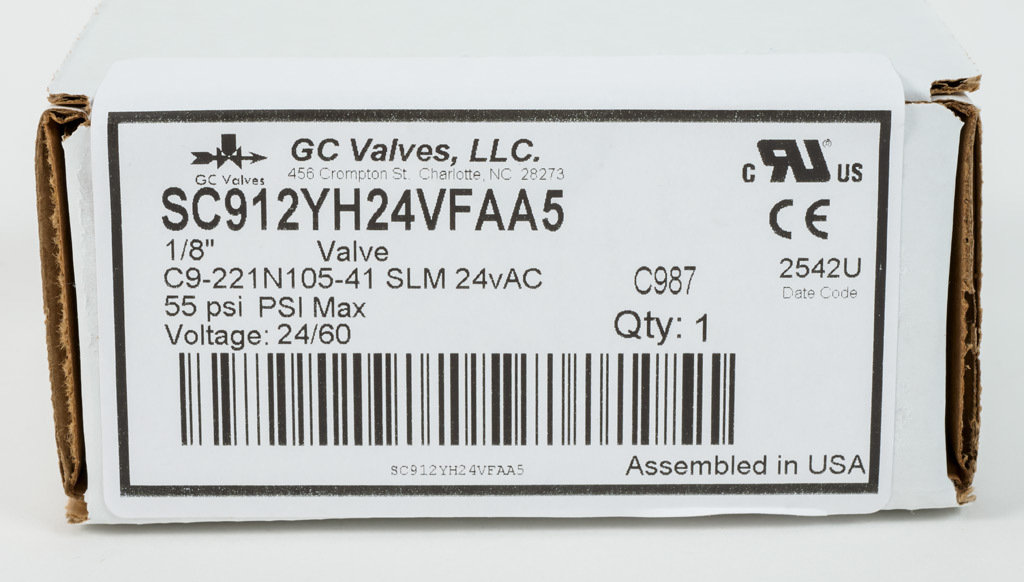 GC Valves
GC Valves, LLC.
456 Crompton St. Charlotte, NC 28273
SC912YH24VFAA5
1/8" Valve
C9-221N105-41 SLM 24vAC
55 psi PSI Max
Voltage: 24/60
C987
Qty: 1
C RU® US
CE
2542U
Date Code
SC912YH24VFAA5
Assembled in USA